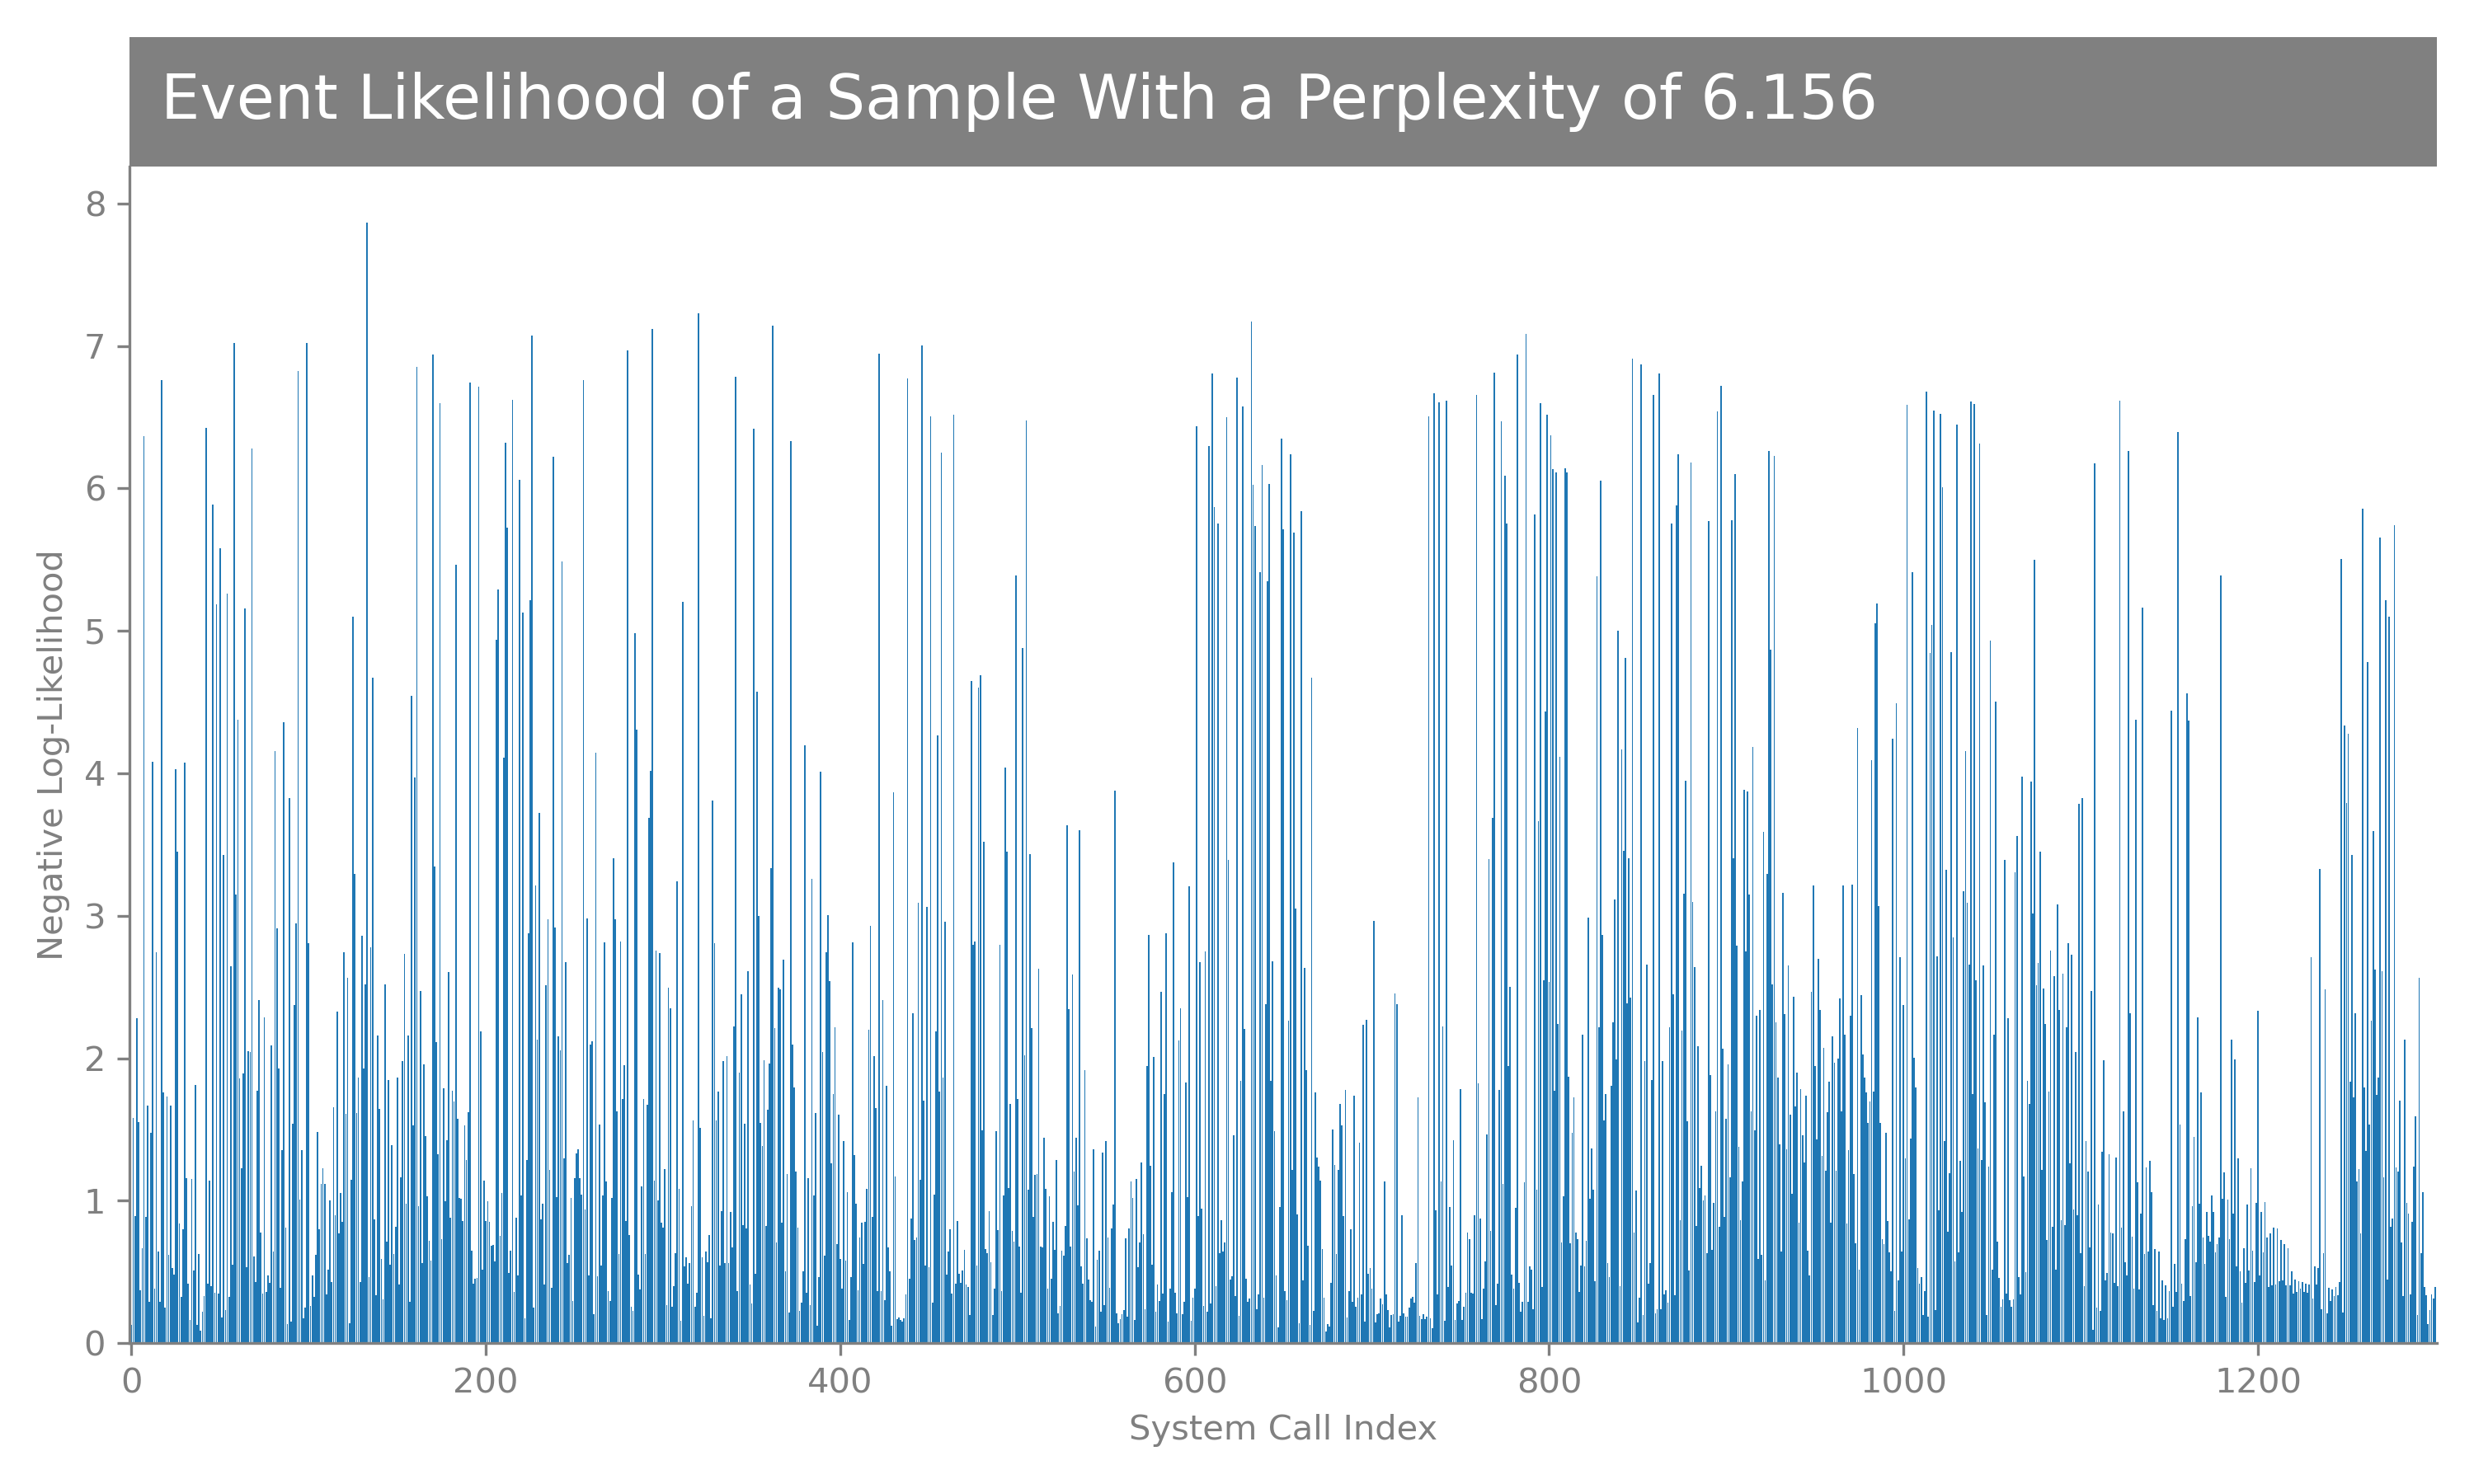 Event Likelihood of a Sample With a Perplexity of 6.156
8
7
6
5
4
3
2
1
0
Negative Log-Likelihood
0 200 400 600 800 1000 1200
System Call Index